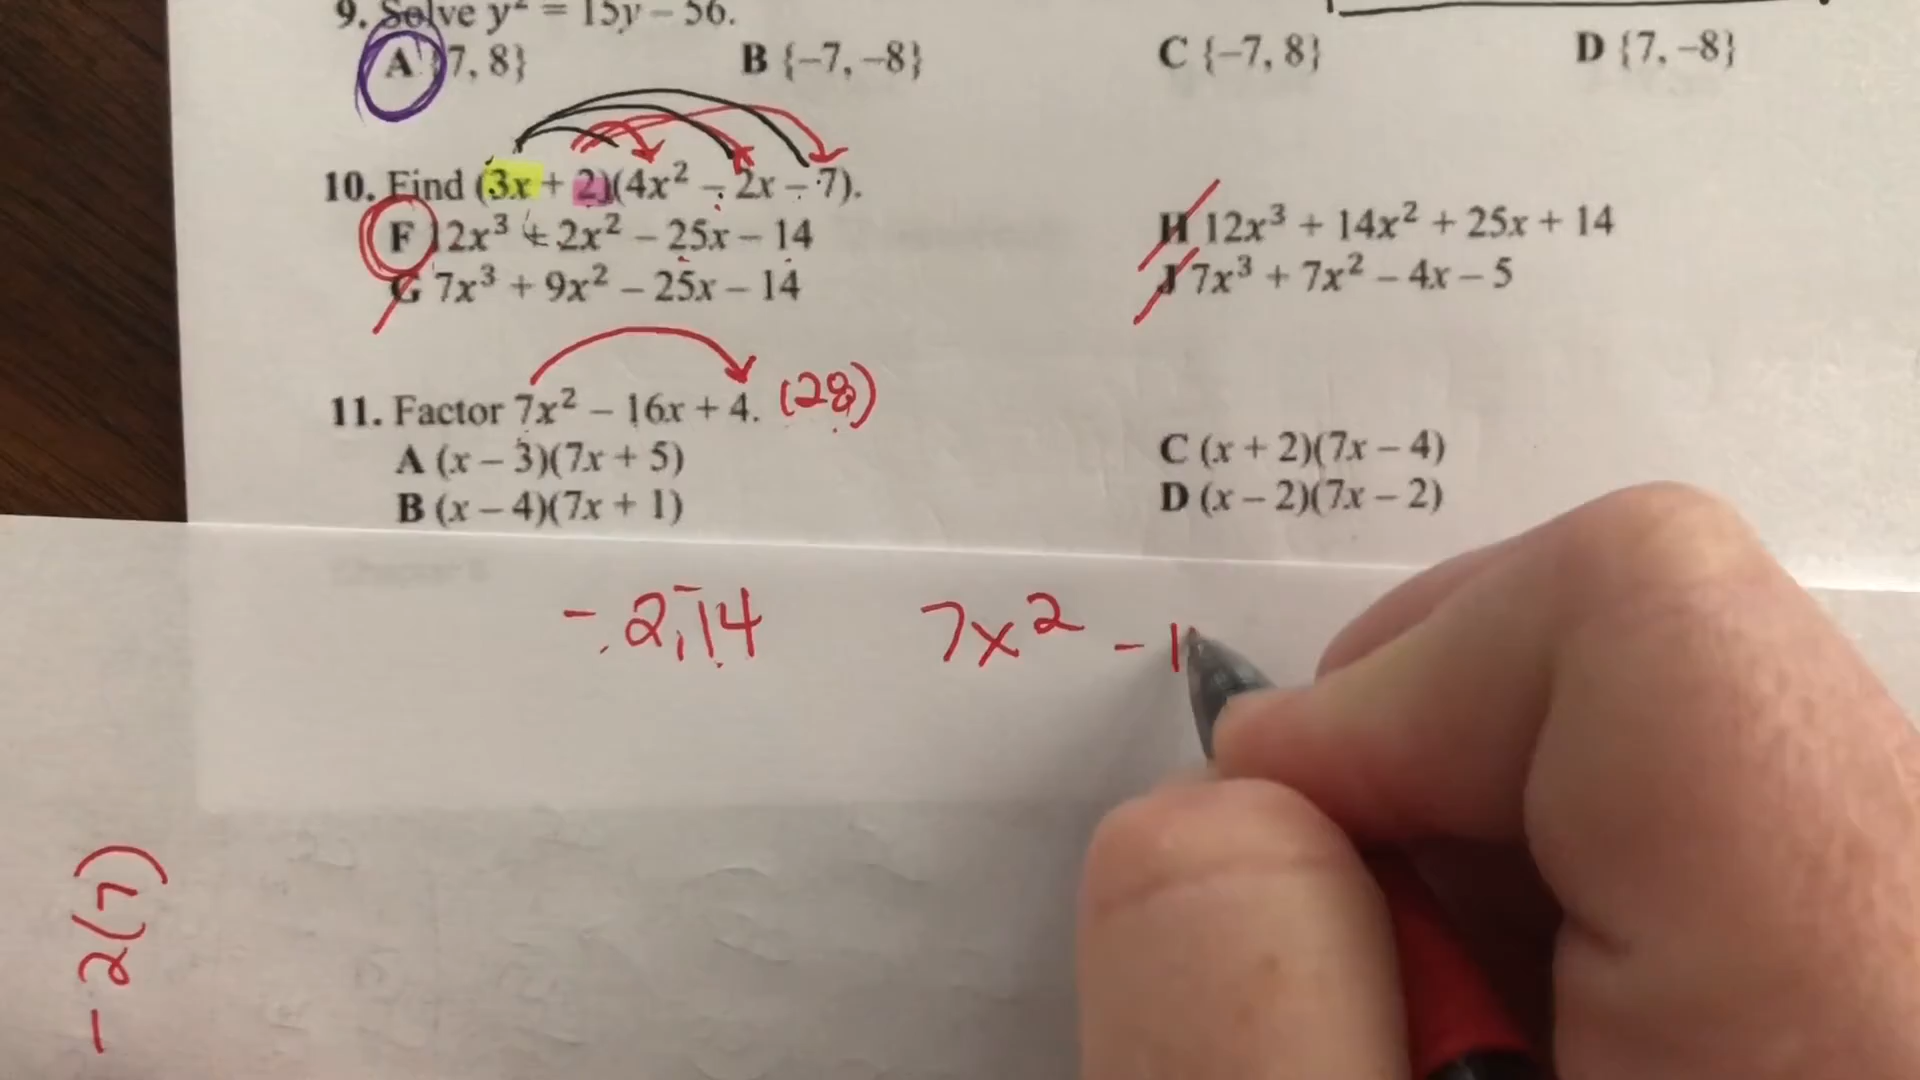 9. Solve y² = 15y – 56.
A {7, 8} B {–7, –8} C {–7, 8} D {7, –8}
10. Find (3x + 2)(4x² – 2x – 7).
F 12x³ + 2x² – 25x – 14 H 12x³ + 14x² + 25x + 14
G 7x³ + 9x² – 25x – 14 J 7x³ + 7x² – 4x – 5
11. Factor 7x² – 16x + 4. (28)
A (x – 3)(7x + 5) C (x + 2)(7x – 4)
B (x – 4)(7x + 1) D (x – 2)(7x – 2)
- 2, -14 7x² - 1
- 2(7)